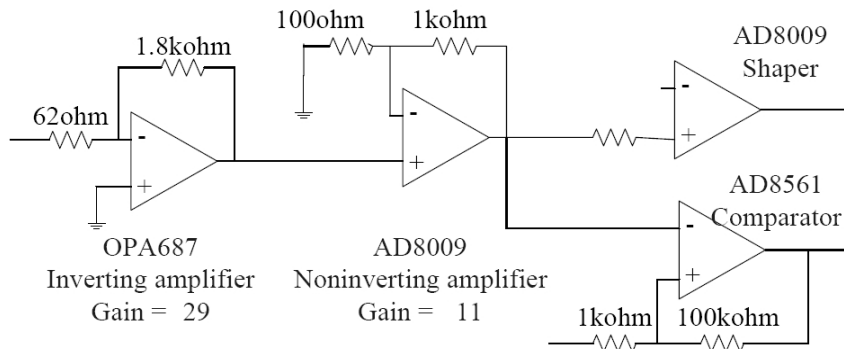 100ohm
1kohm
AD8009
Shaper
1.8kohm
62ohm
-
+
-
+
-
+
AD8561
Comparator
-
+
OPA687
Inverting amplifier
Gain = 29
AD8009
Noninverting amplifier
Gain = 11
1kohm
100kohm